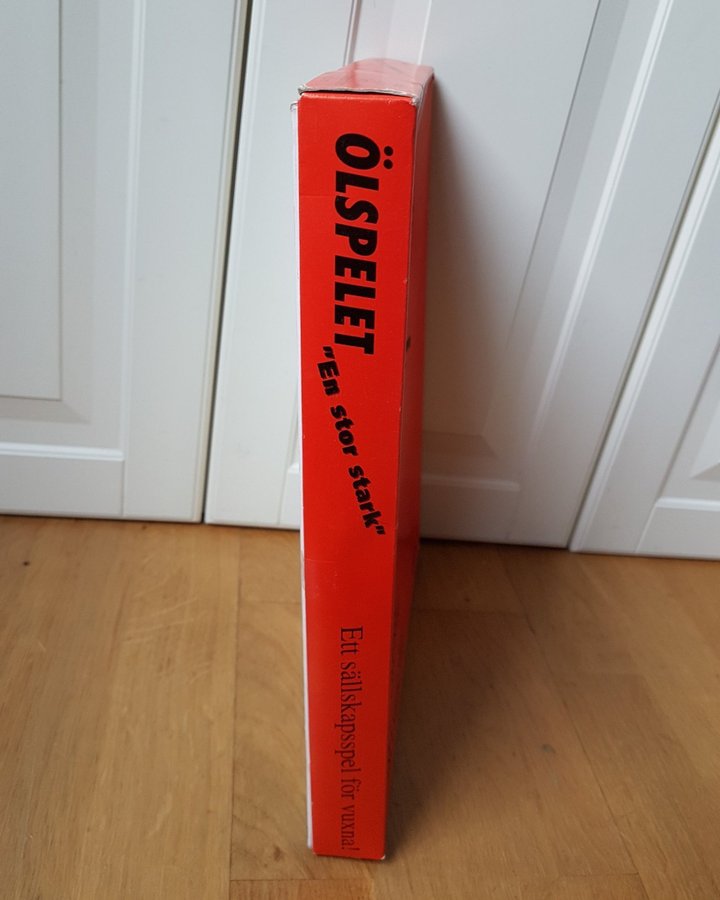 ÖLSPELET
"En stor stark"
Ett sällskapsspel för vuxna!